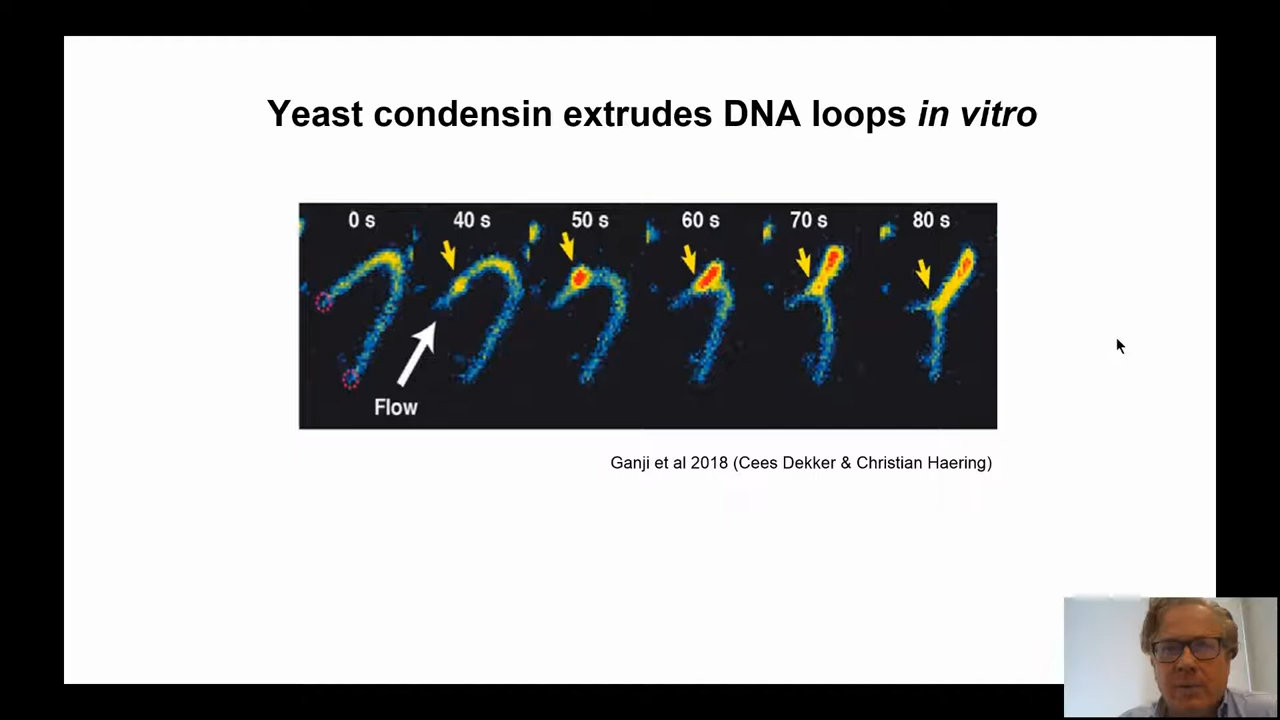 Yeast condensin extrudes DNA loops in vitro
0 s 40 s 50 s 60 s 70 s 80 s
Flow
Ganji et al 2018 (Cees Dekker & Christian Haering)